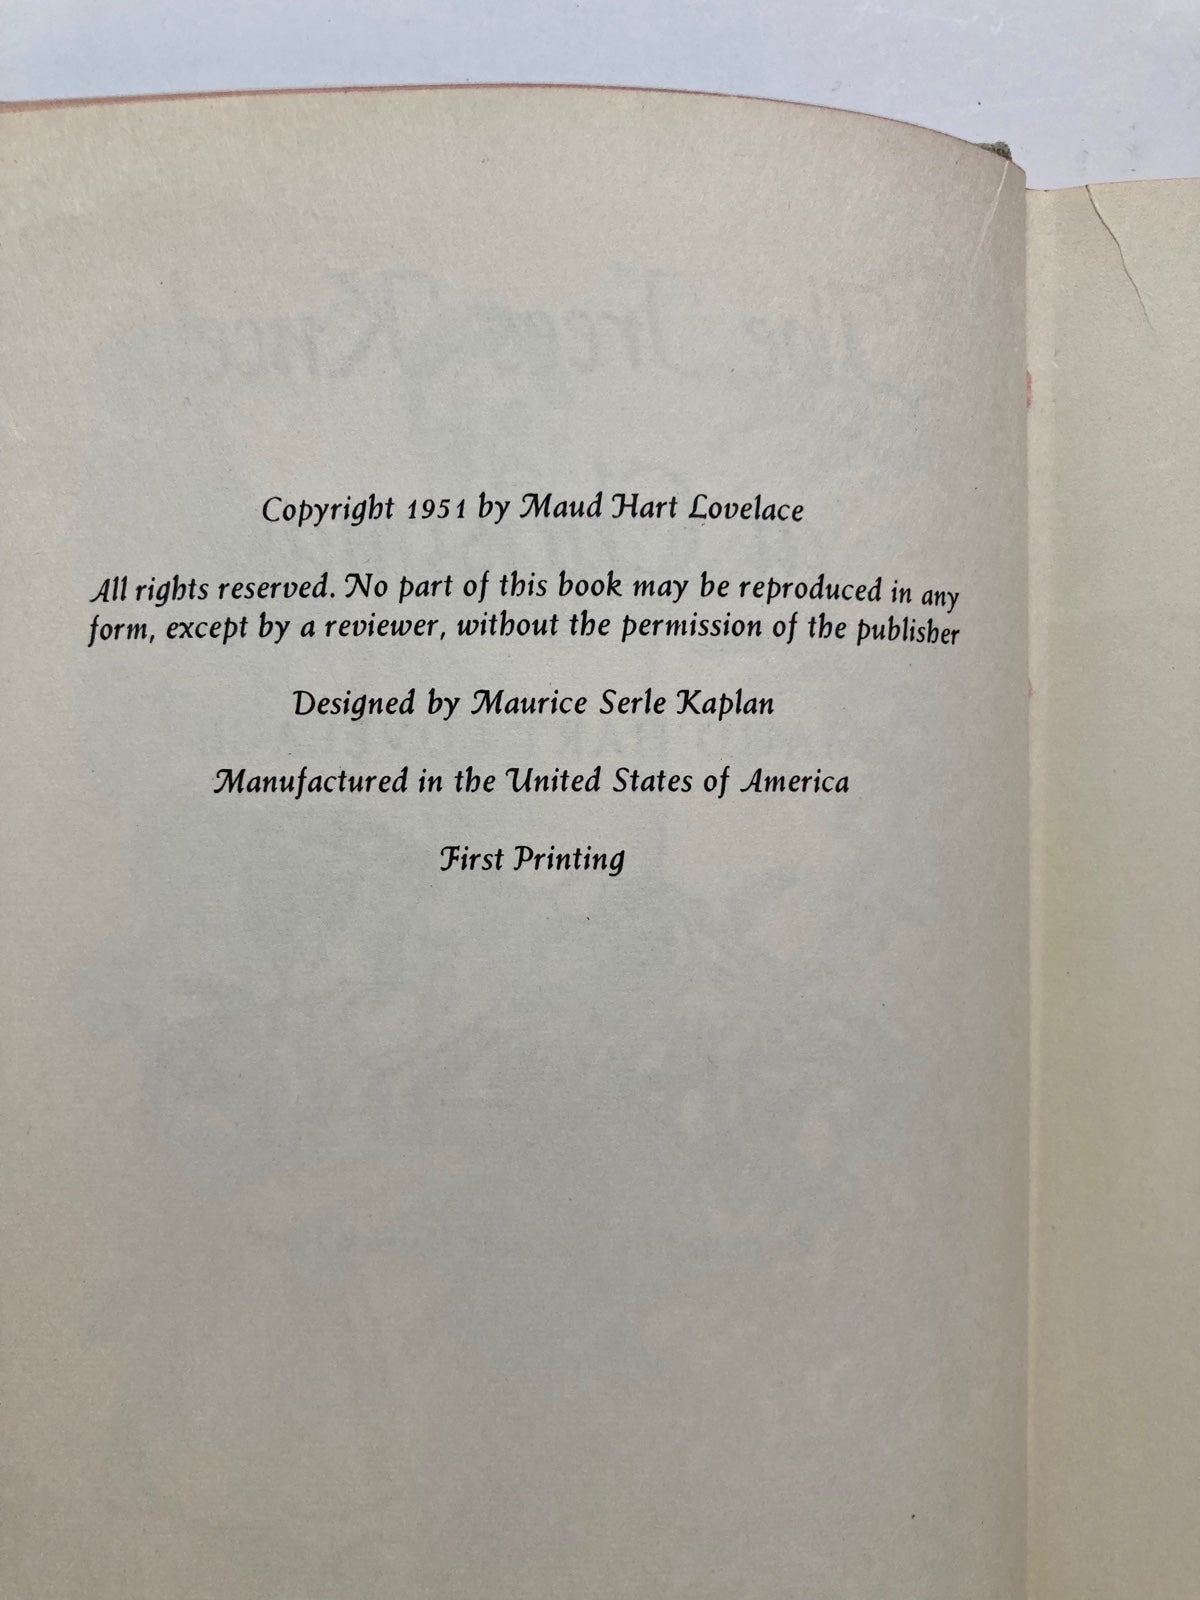 Copyright 1951 by Maud Hart Lovelace
All rights reserved. No part of this book may be reproduced in any
form, except by a reviewer, without the permission of the publisher
Designed by Maurice Serle Kaplan
Manufactured in the United States of America
First Printing